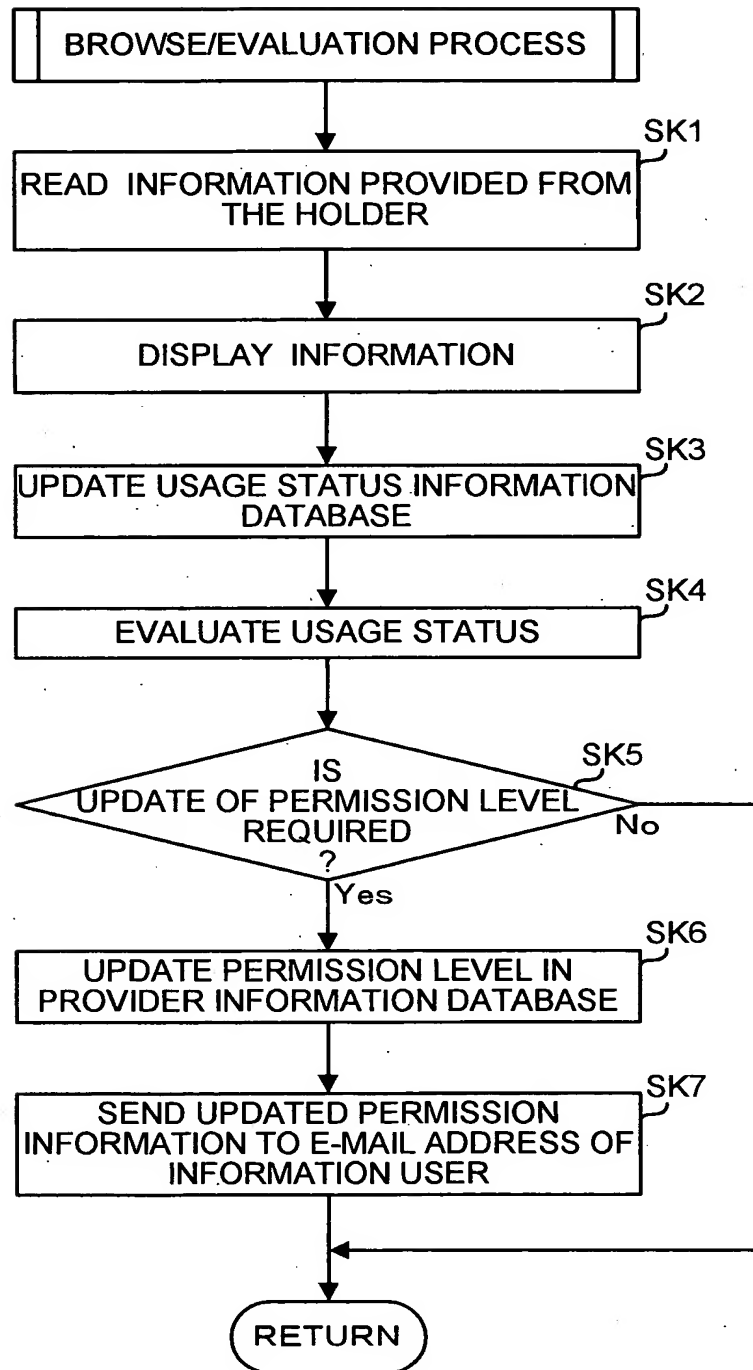 BROWSE/EVALUATION PROCESS
SK1
READ INFORMATION PROVIDED FROM
THE HOLDER
SK2
DISPLAY INFORMATION
SK3
UPDATE USAGE STATUS INFORMATION
DATABASE
SK4
EVALUATE USAGE STATUS
SK5
IS
UPDATE OF PERMISSION LEVEL
REQUIRED
?
No
Yes
SK6
UPDATE PERMISSION LEVEL IN
PROVIDER INFORMATION DATABASE
SK7
SEND UPDATED PERMISSION
INFORMATION TO E-MAIL ADDRESS OF
INFORMATION USER
RETURN